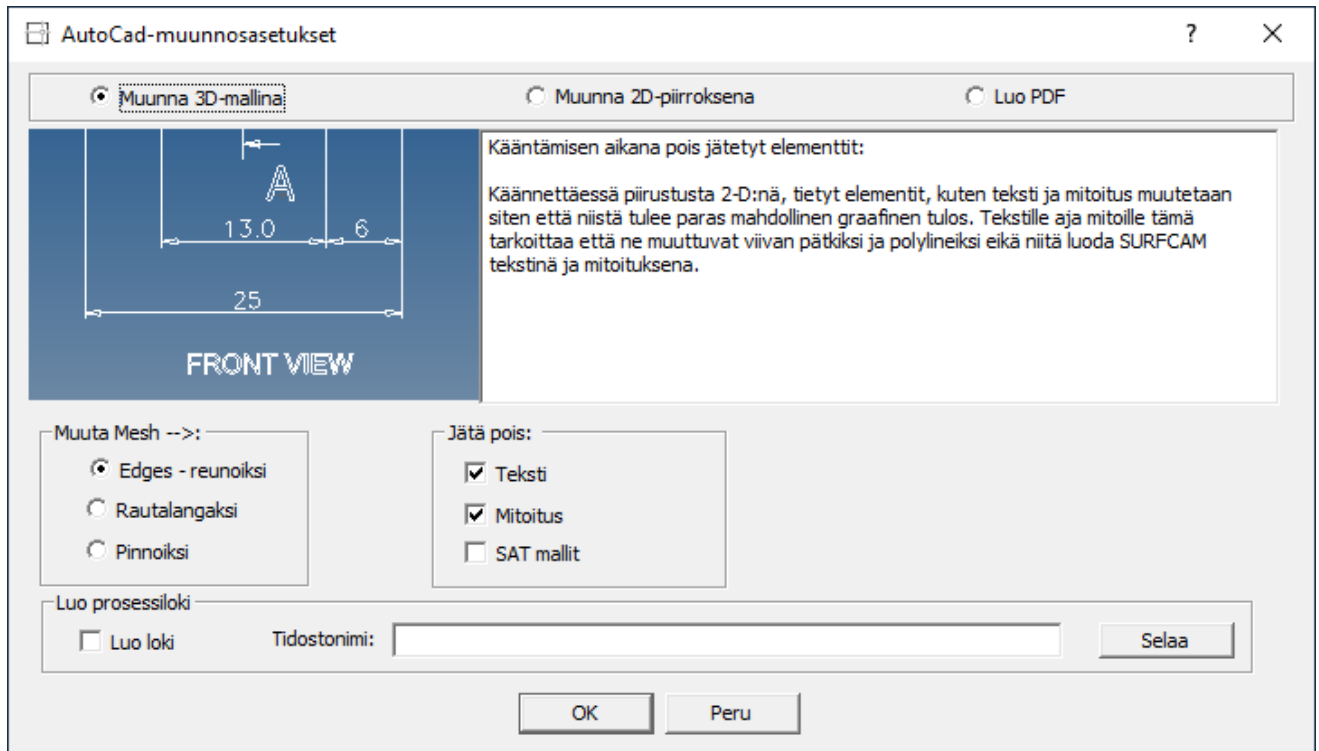 AutoCad-muunnosasetukset
?
Muunna 3D-mallina
Muunna 2D-piirroksena
Luo PDF
A
13.0
6
25
FRONT VIEW
Kääntämisen aikana pois jätetyt elementtit:
Käännettäessä piirustusta 2-D:nä, tietyt elementit, kuten teksti ja mitoitus muutetaan
siten että niistä tulee paras mahdollinen graafinen tulos. Tekstille aja mitoille tämä
tarkoittaa että ne muuttuvat viivan pätkiksi ja polylineiksi eikä niitä luoda SURFCAM
tekstinä ja mitoituksena.
Muuta Mesh -->:
Edges - reunoiksi
Rautalangaksi
Pinnoiksi
Jätä pois:
Teksti
Mitoitus
SAT mallit
Luo prosessiloki
Luo loki
Tidostonimi:
Selaa
OK
Peru